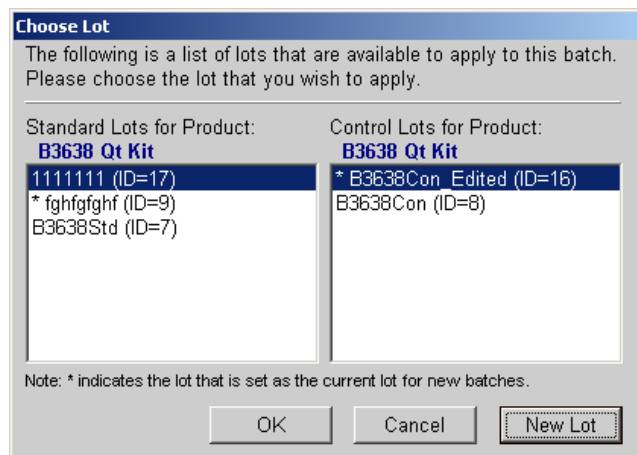 Choose Lot
The following is a list of lots that are available to apply to this batch.
Please choose the lot that you wish to apply.
Standard Lots for Product:
B3638 Qt Kit
1111111 (ID=17)
* fghfgfghf (ID=9)
B3638Std (ID=7)
Control Lots for Product:
B3638 Qt Kit
* B3638Con_Edited (ID=16)
B3638Con (ID=8)
Note: * indicates the lot that is set as the current lot for new batches.
OK
Cancel
New Lot